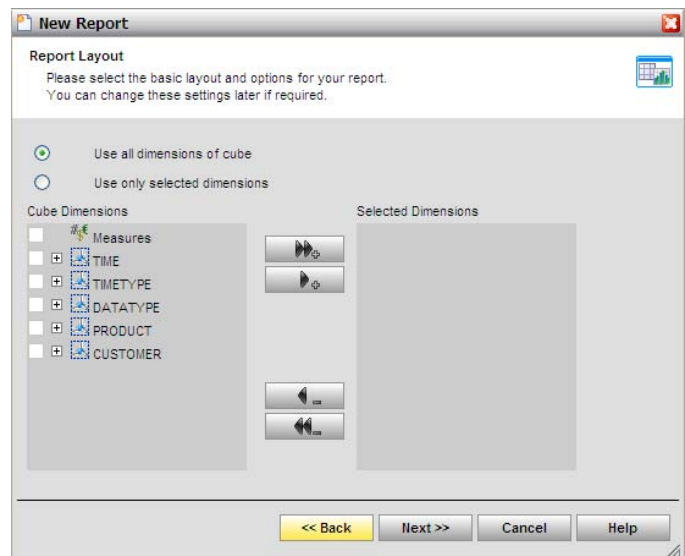 New Report
Report Layout
Please select the basic layout and options for your report.
You can change these settings later if required.
Use all dimensions of cube
Use only selected dimensions
Cube Dimensions
Selected Dimensions
Measures
TIME
TIMETYPE
DATATYPE
PRODUCT
CUSTOMER
<< Back
Next >>
Cancel
Help